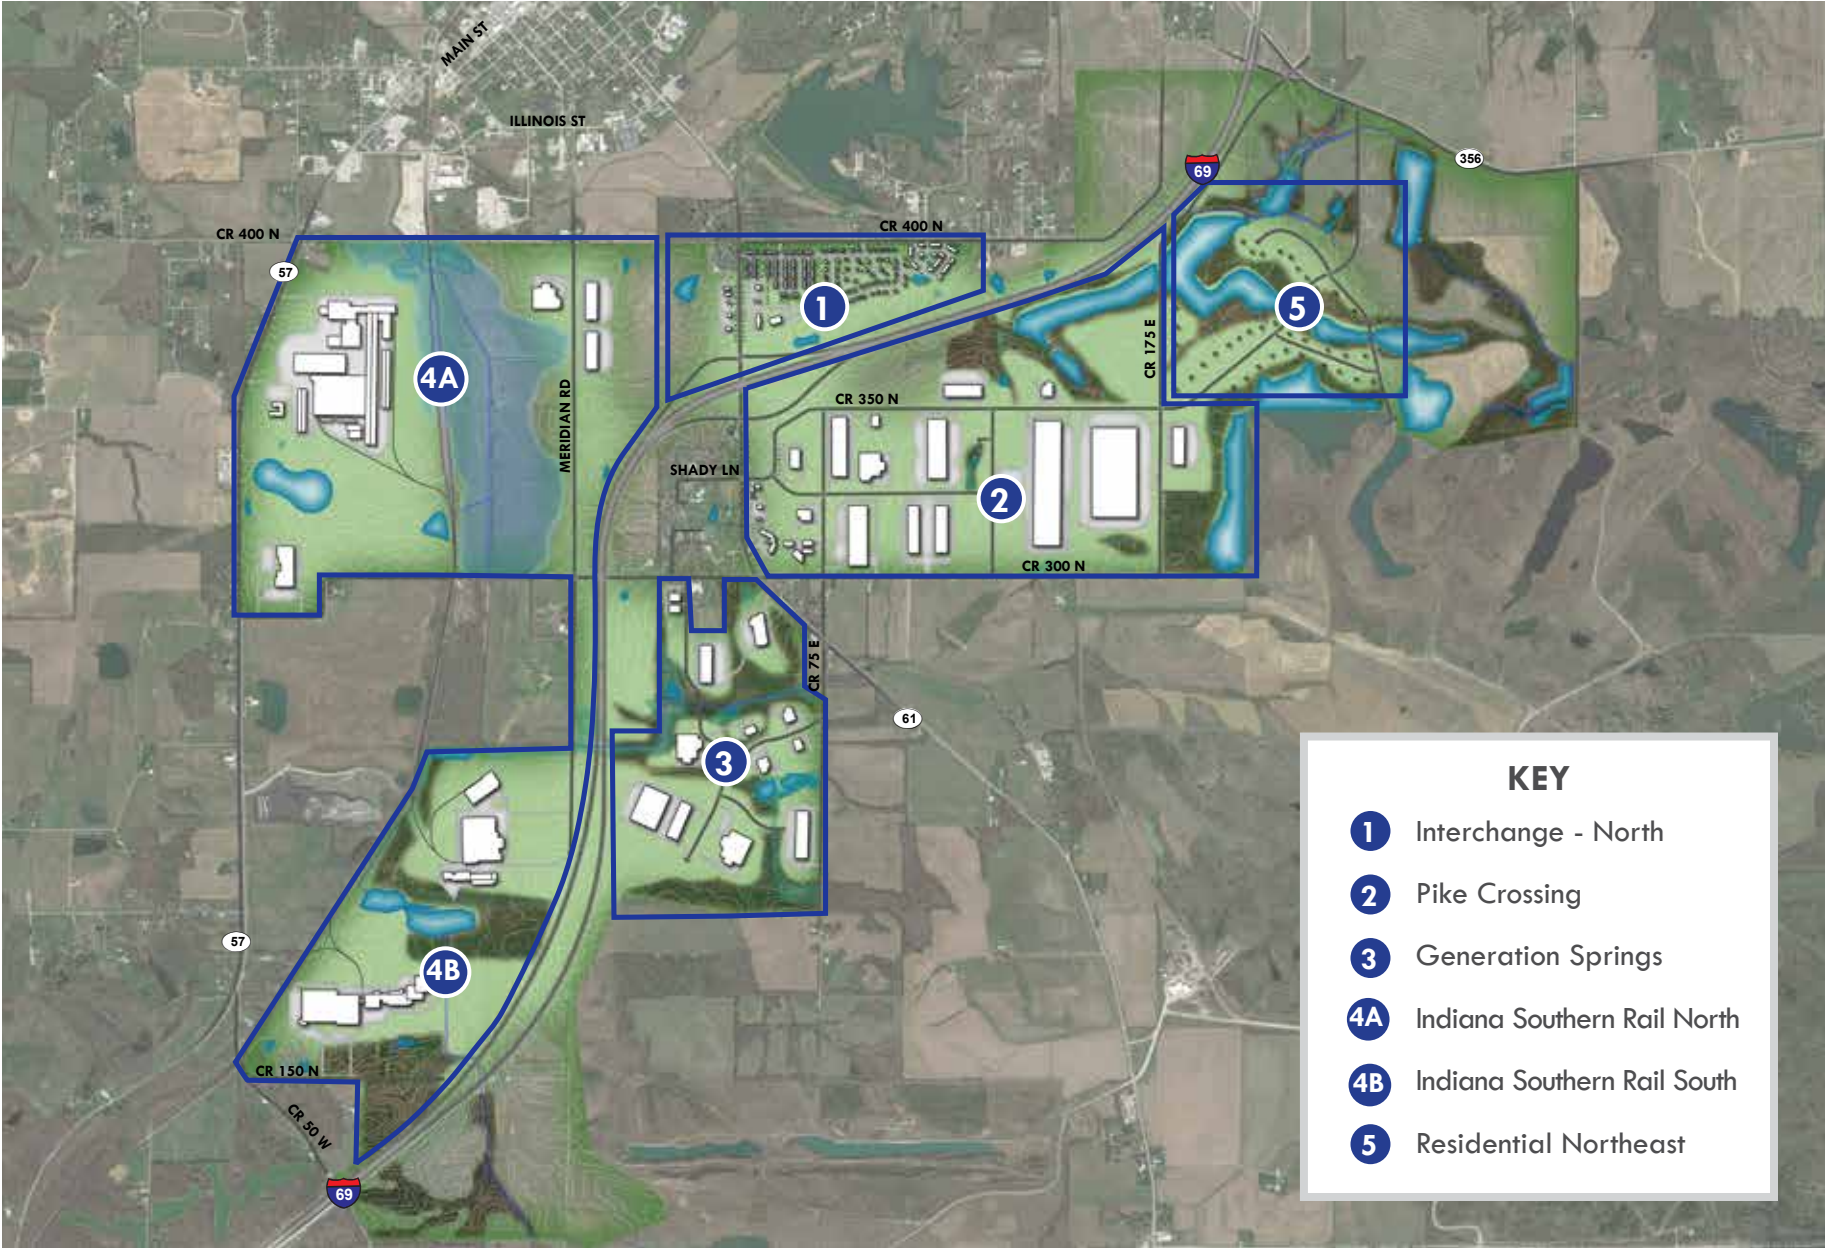 MAIN ST
ILLINOIS ST
356
69
CR 400 N
CR 400 N
57
1
5
CR 175 E
4A
MERIDIAN RD
CR 350 N
SHADY LN
2
CR 300 N
CR 75 E
61
3
57
4B
CR 150 N
CR 50 W
69
KEY
1 Interchange - North
2 Pike Crossing
3 Generation Springs
4A Indiana Southern Rail North
4B Indiana Southern Rail South
5 Residential Northeast